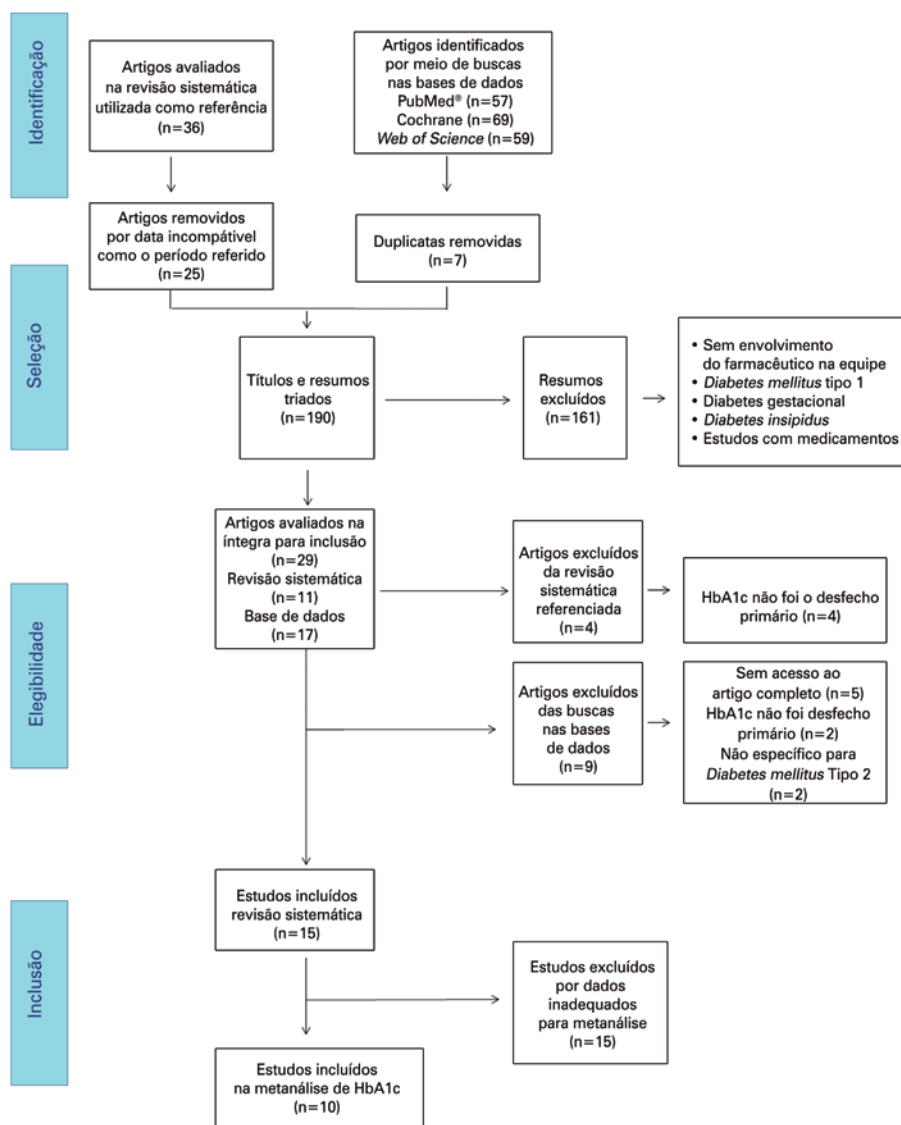 Identificação
Artigos avaliados
na revisão sistemática
utilizada como referência
(n=36)
Artigos identificados
por meio de buscas
nas bases de dados
PubMed® (n=57)
Cochrane (n=69)
Web of Science (n=59)
Artigos removidos
por data incompátivel
como o período referido
(n=25)
Duplicatas removidas
(n=7)
Seleção
Títulos e resumos
triados
(n=190)
Resumos
excluídos
(n=161)
• Sem envolvimento
do farmacêutico na equipe
• Diabetes mellitus tipo 1
• Diabetes gestacional
• Diabetes insipidus
• Estudos com medicamentos
Elegibilidade
Artigos avaliados na
íntegra para inclusão
(n=29)
Revisão sistemática
(n=11)
Base de dados
(n=17)
Artigos excluídos
da revisão
sistemática
referenciada
(n=4)
HbA1c não foi o desfecho
primário (n=4)
Artigos excluídos
das buscas
nas bases
de dados
(n=9)
Sem acesso ao
artigo completo (n=5)
HbA1c não foi desfecho
primário (n=2)
Não específico para
Diabetes mellitus Tipo 2
(n=2)
Inclusão
Estudos incluídos
revisão sistemática
(n=15)
Estudos excluídos
por dados
inadequados
para metanálise
(n=15)
Estudos incluídos
na metanálise de HbA1c
(n=10)